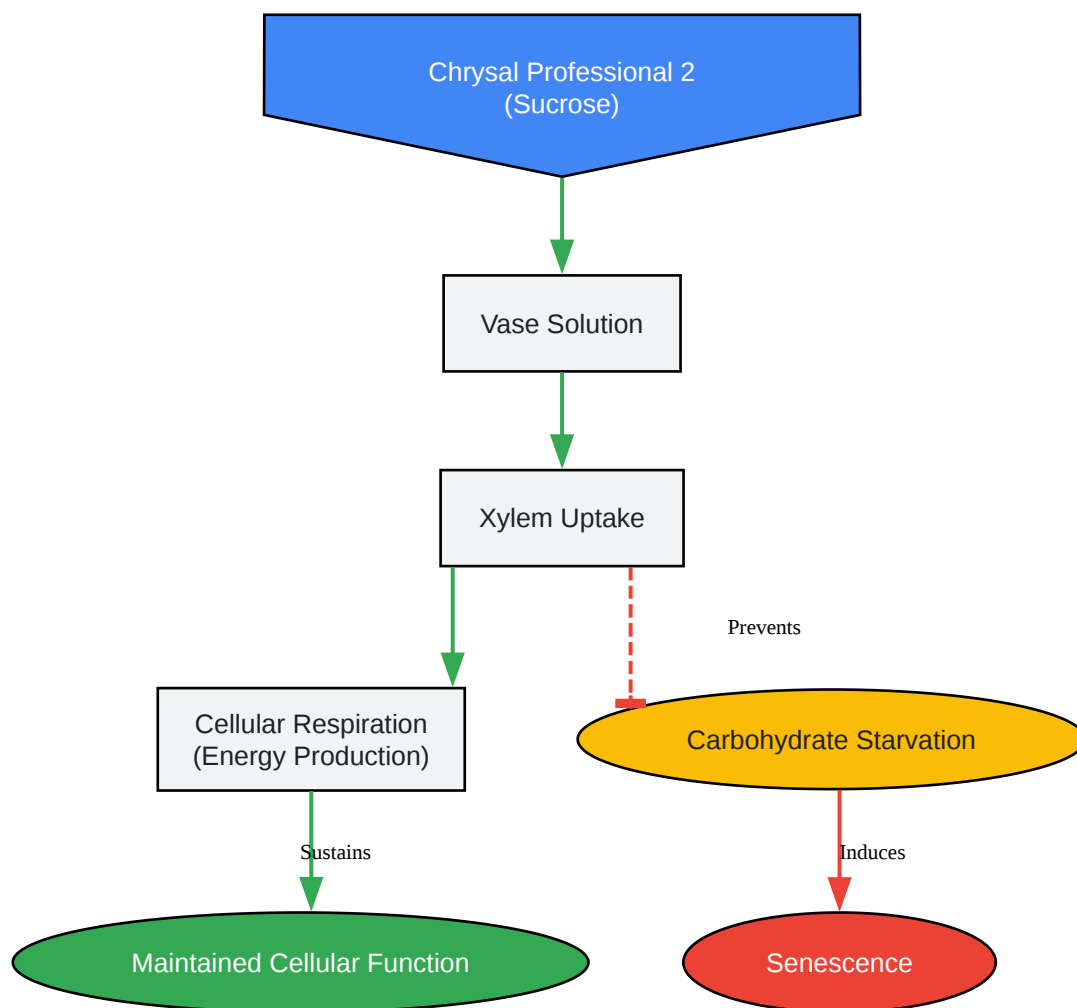 Chrysal Professional 2
(Sucrose)
Vase Solution
Xylem Uptake
Prevents
Cellular Respiration
(Energy Production)
Carbohydrate Starvation
Sustains
Induces
Maintained Cellular Function
Senescence